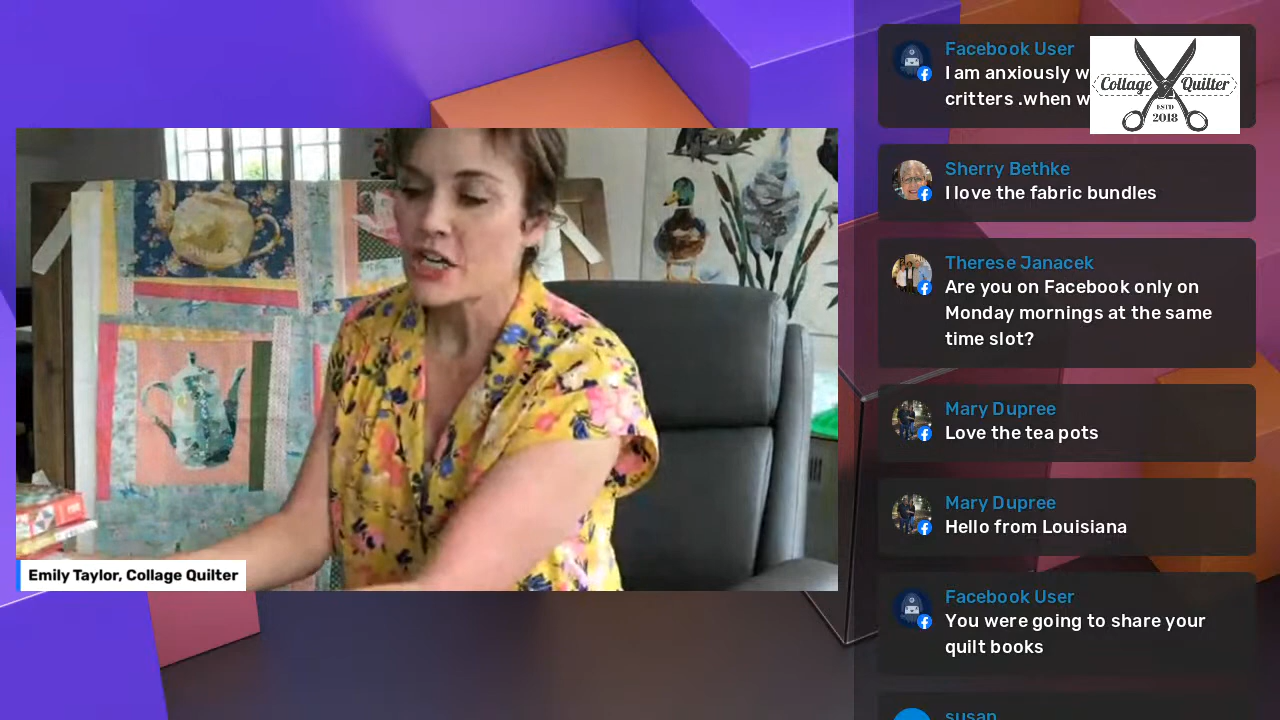 Facebook User
I am anxiously w
critters .when w
Collage Quilter
ESTD
2018
Sherry Bethke
I love the fabric bundles
Therese Janacek
Are you on Facebook only on
Monday mornings at the same
time slot?
Mary Dupree
Love the tea pots
Mary Dupree
Hello from Louisiana
Facebook User
You were going to share your
quilt books
susan
Emily Taylor, Collage Quilter